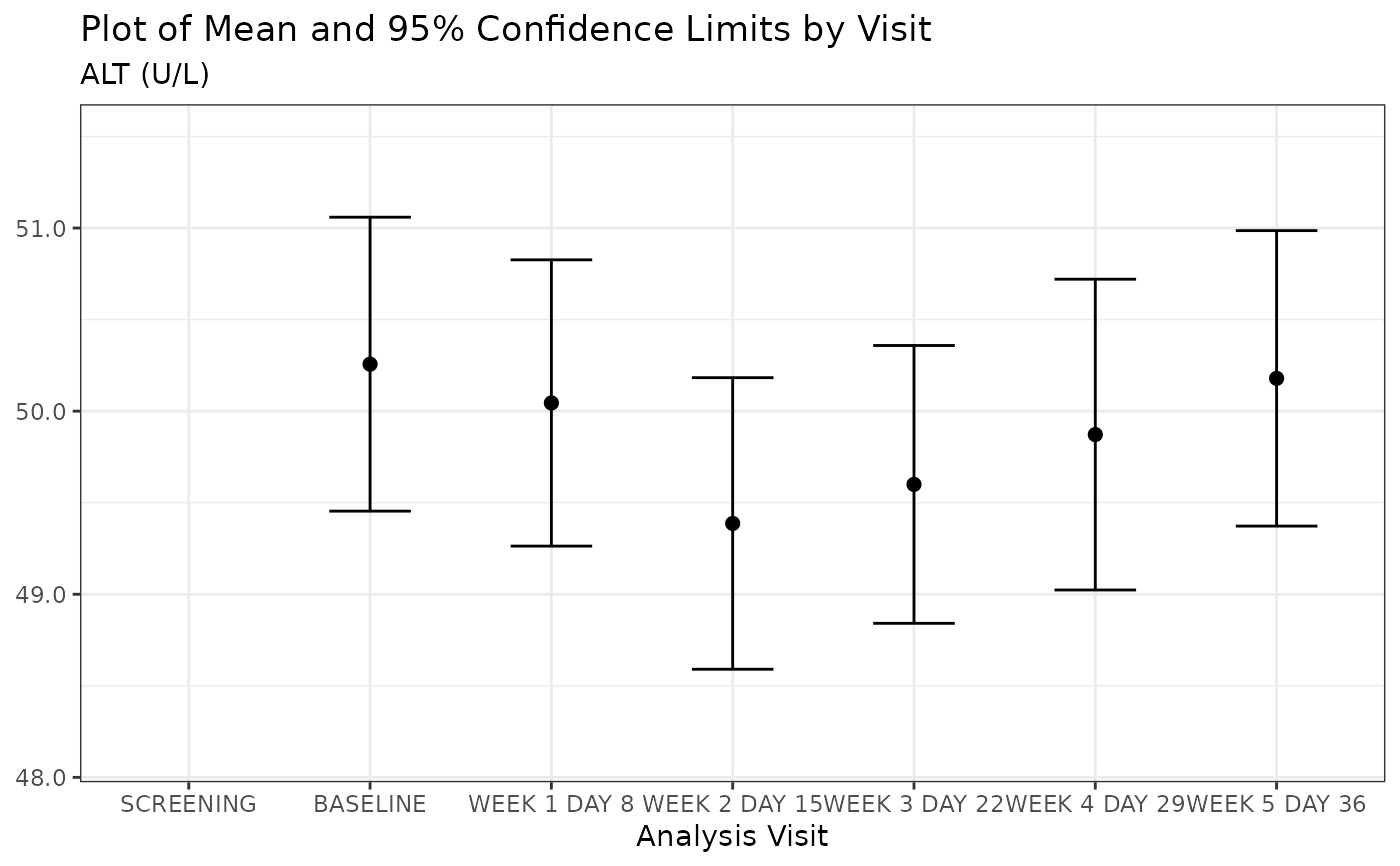 Plot of Mean and 95% Confidence Limits by Visit
ALT (U/L)
51.0
50.0
49.0
48.0
SCREENING BASELINE WEEK 1 DAY 8 WEEK 2 DAY 15 WEEK 3 DAY 22 WEEK 4 DAY 29 WEEK 5 DAY 36
Analysis Visit